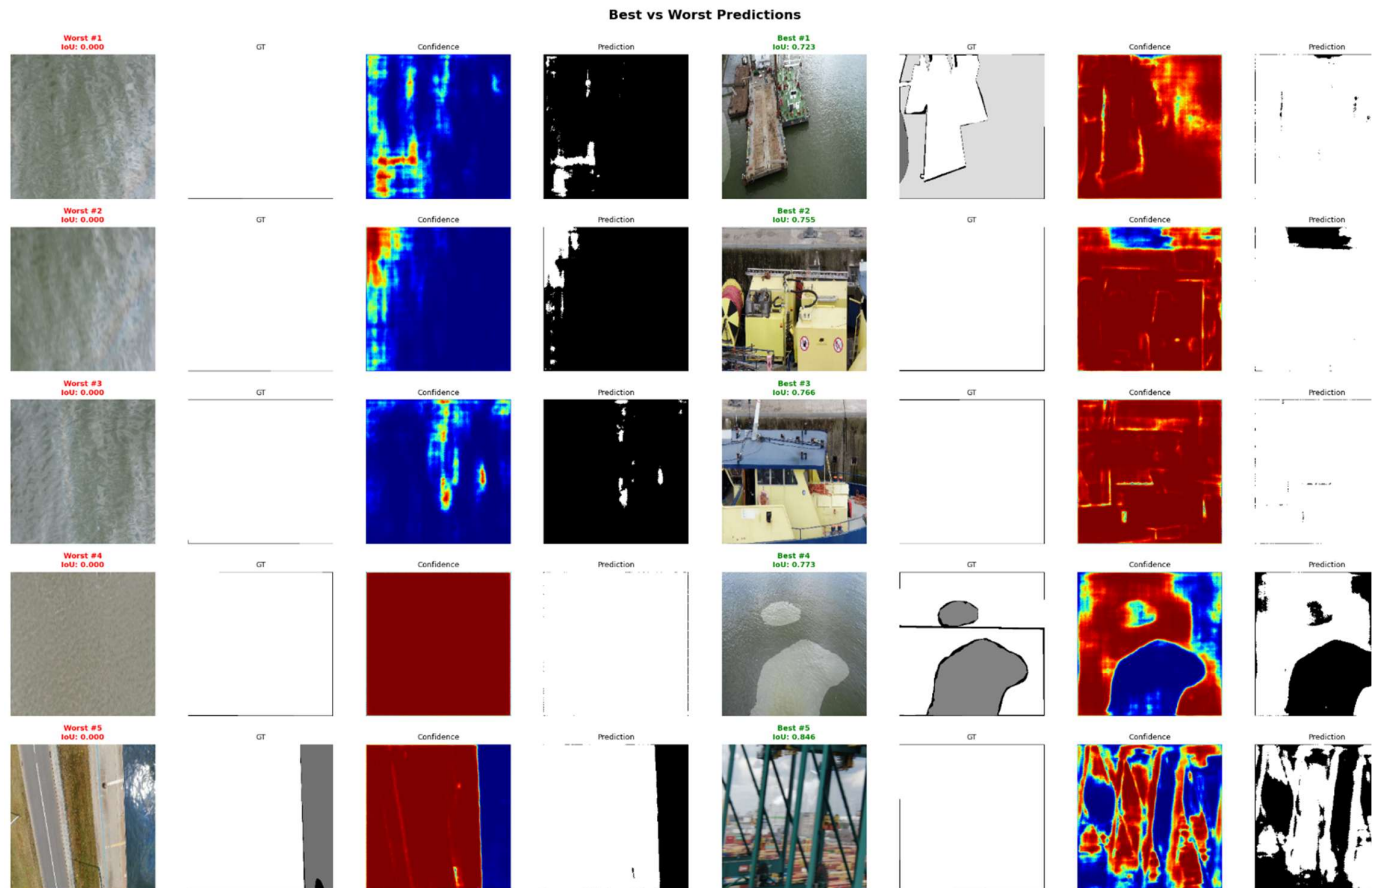 Best vs Worst Predictions
Worst #1
IoU: 0.000
GT
Confidence
Prediction
Best #1
IoU: 0.723
GT
Confidence
Prediction
Worst #2
IoU: 0.000
GT
Confidence
Prediction
Best #2
IoU: 0.755
GT
Confidence
Prediction
Worst #3
IoU: 0.000
GT
Confidence
Prediction
Best #3
IoU: 0.766
GT
Confidence
Prediction
Worst #4
IoU: 0.000
GT
Confidence
Prediction
Best #4
IoU: 0.773
GT
Confidence
Prediction
Worst #5
IoU: 0.000
GT
Confidence
Prediction
Best #5
IoU: 0.846
GT
Confidence
Prediction